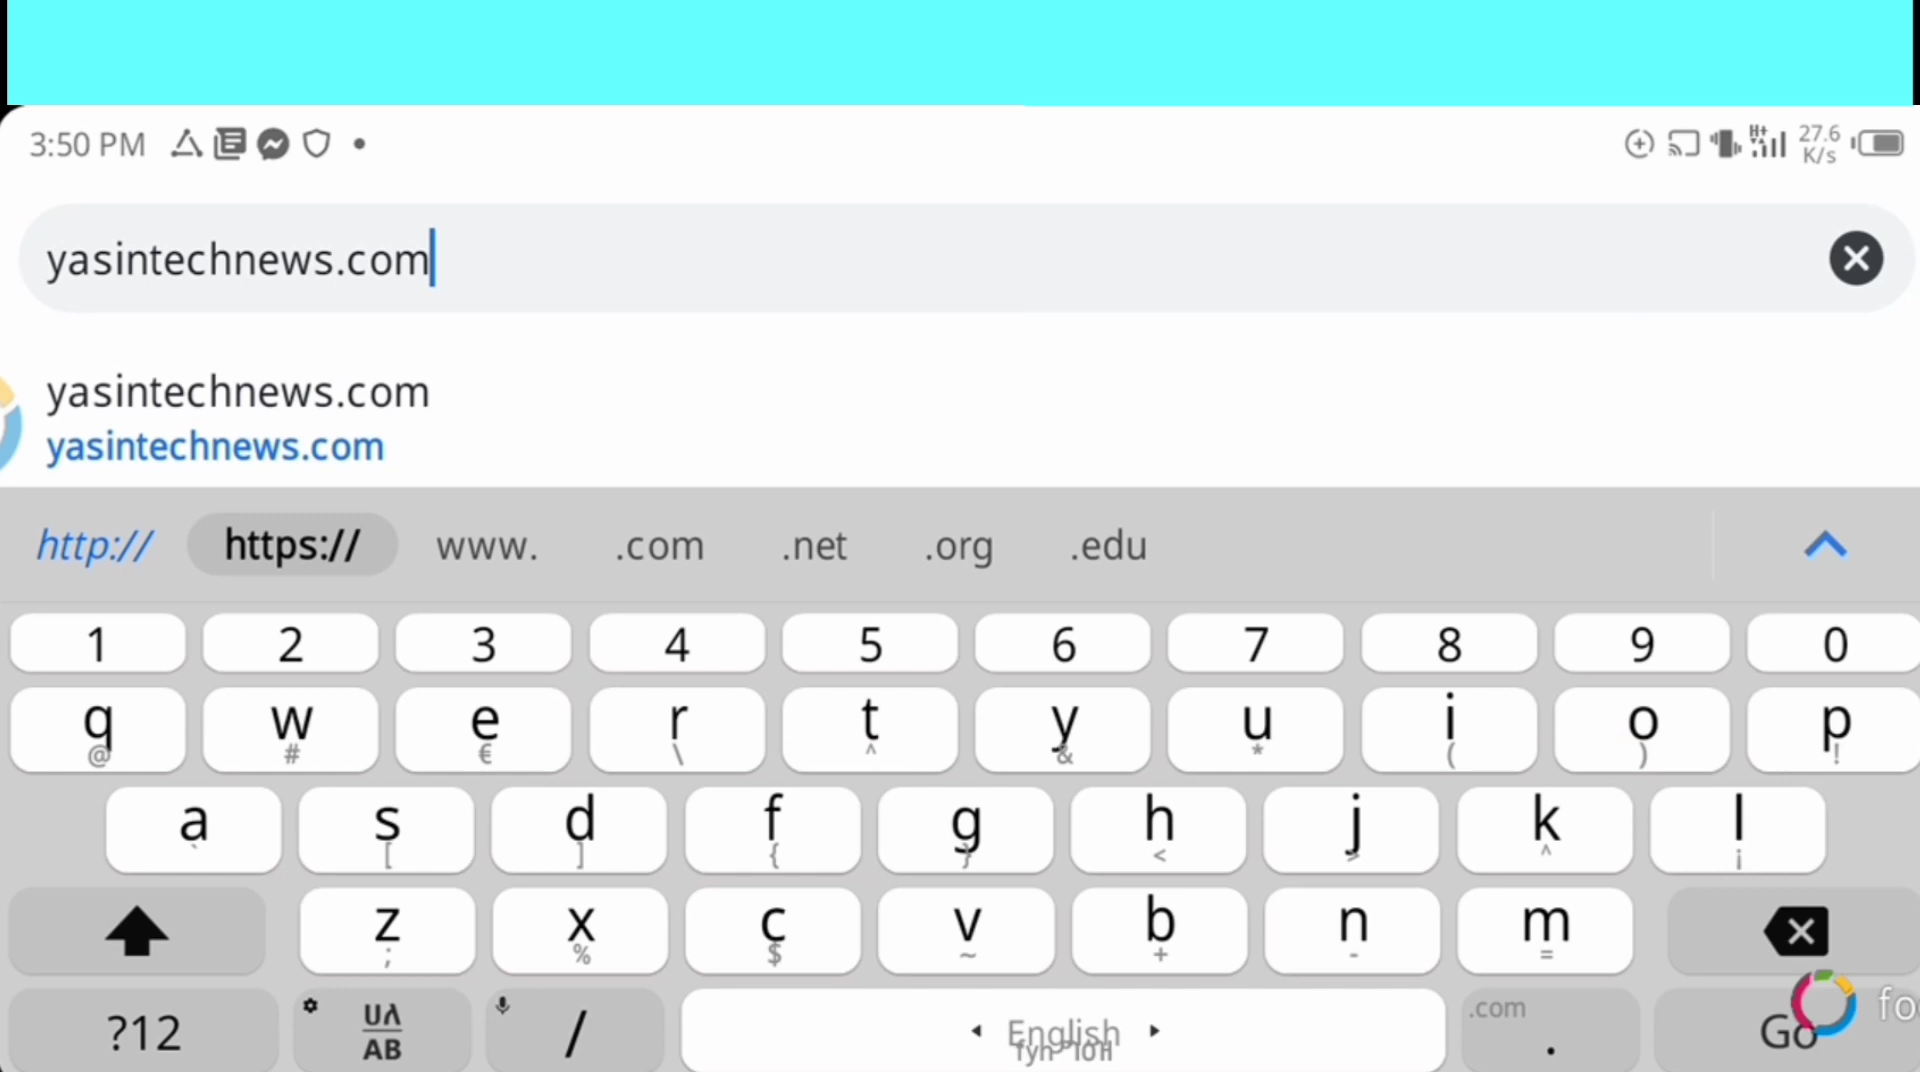 3:50 PM
H+
27.6
K/s
yasintechnews.com
yasintechnews.com
yasintechnews.com
http:// https:// www. .com .net .org .edu
1 2 3 4 5 6 7 8 9 0
q w e r t y u i o p
@ # € \ ^ & * ( ) !
a s d f g h j k l
` [ ] { } < > ^ ¡
z x c v b n m
; % $ ~ + - =
?12
AB
/
English
.com
.
Go
fo